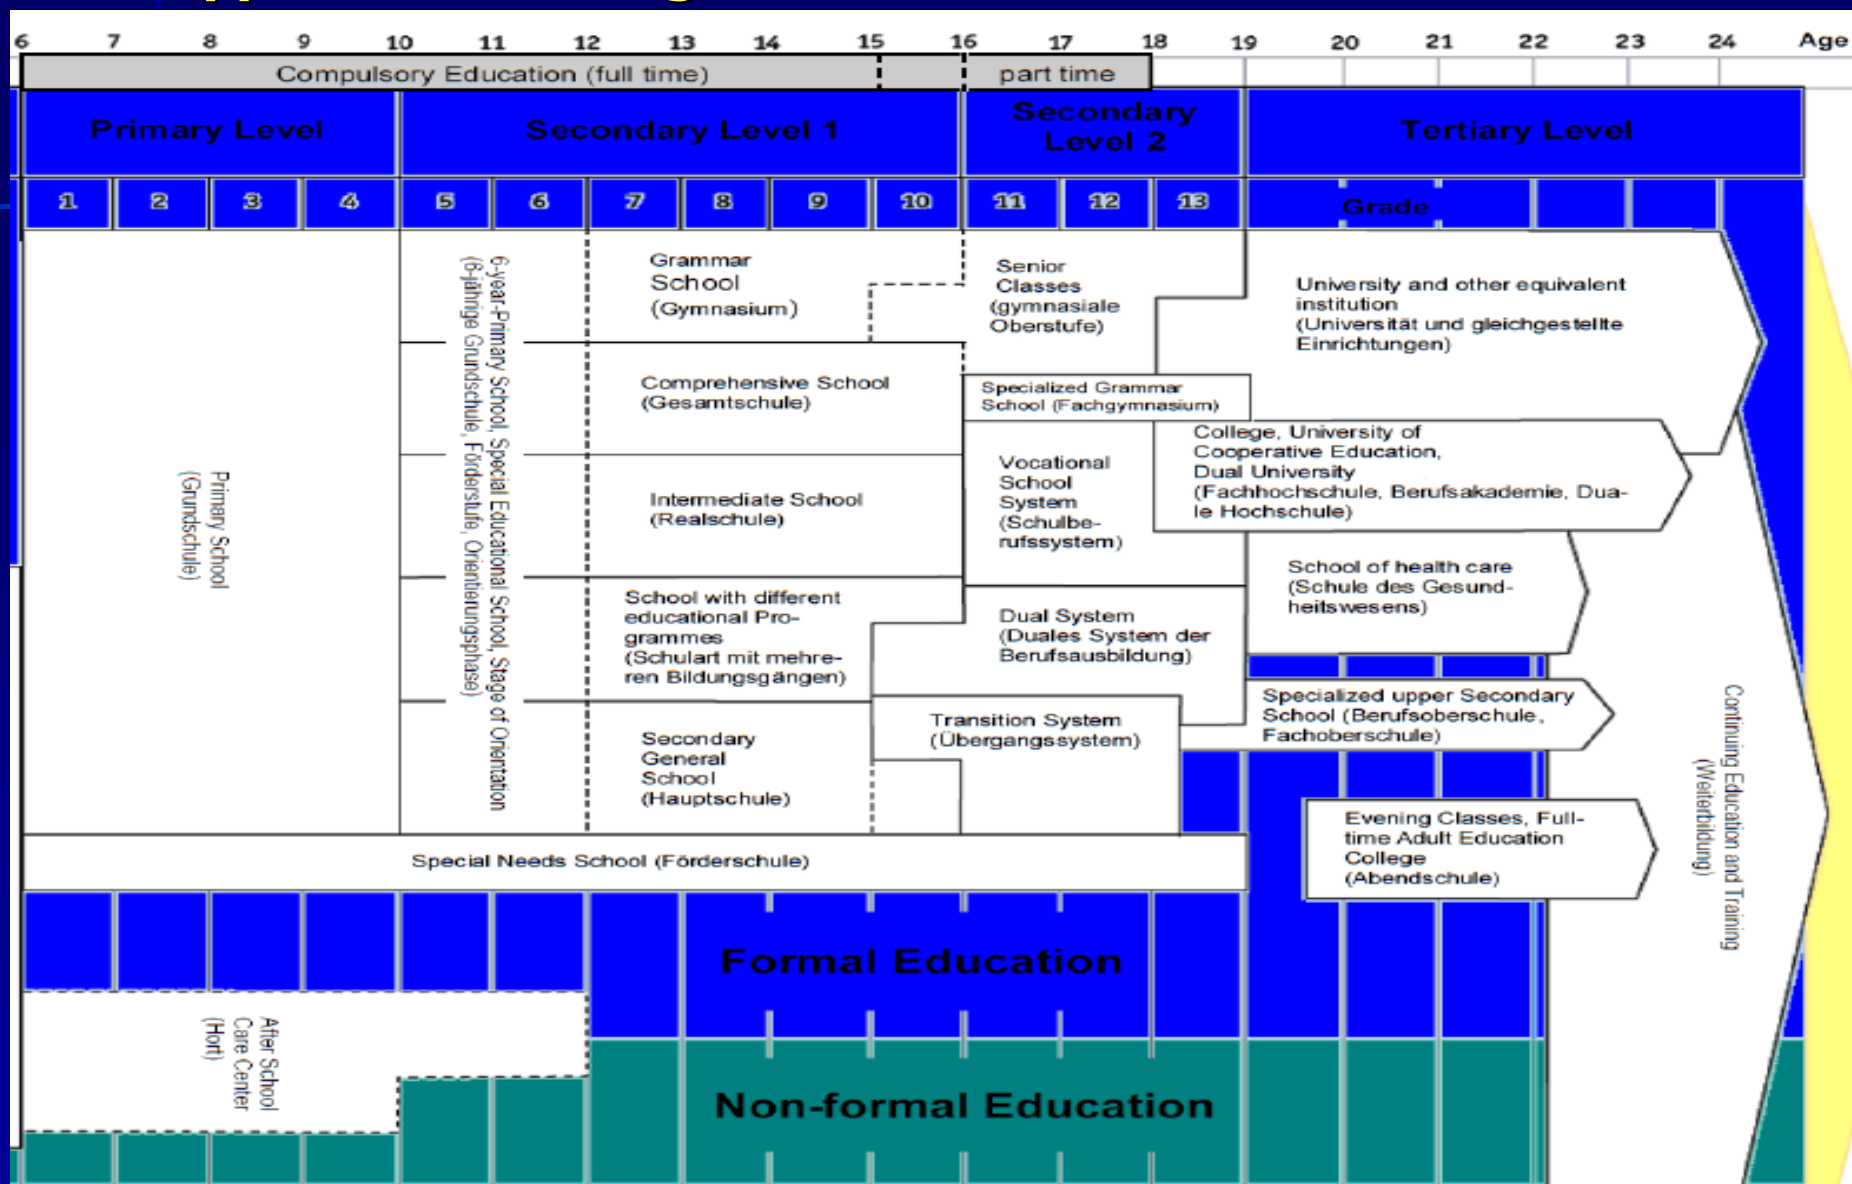 6 7 8 9 10 11 12 13 14 15 16 17 18 19 20 21 22 23 24 Age
Compulsory Education (full time)
part time
Primary Level
Secondary Level 1
Secondary
Level 2
Tertiary Level
1 2 3 4 5 6 7 8 9 10 11 12 13
Grade
Primary School
(Grundschule)
6-year-Primary School, Special Educational School, Stage of Orientation
(6-jährige Grundschule, Förderstufe, Orientierungsphase)
Grammar
School
(Gymnasium)
Comprehensive School
(Gesamtschule)
Intermediate School
(Realschule)
School with different
educational Pro-
grammes
(Schulart mit mehre-
ren Bildungsgängen)
Secondary
General
School
(Hauptschule)
Senior
Classes
(gymnasiale
Oberstufe)
Specialized Grammar
School (Fachgymnasium)
Vocational
School
System
(Schulbe-
rufssystem)
Dual System
(Duales System der
Berufsausbildung)
Transition System
(Übergangssystem)
University and other equivalent
institution
(Universität und gleichgestellte
Einrichtungen)
College, University of
Cooperative Education,
Dual University
(Fachhochschule, Berufsakademie, Dua-
le Hochschule)
School of health care
(Schule des Gesund-
heitswesens)
Specialized upper Secondary
School (Berufsoberschule,
Fachoberschule)
Evening Classes, Full-
time Adult Education
College
(Abendschule)
Continuing Education and Training
(Weiterbildung)
Special Needs School (Förderschule)
Formal Education
After School
Care Center
(Hort)
Non-formal Education